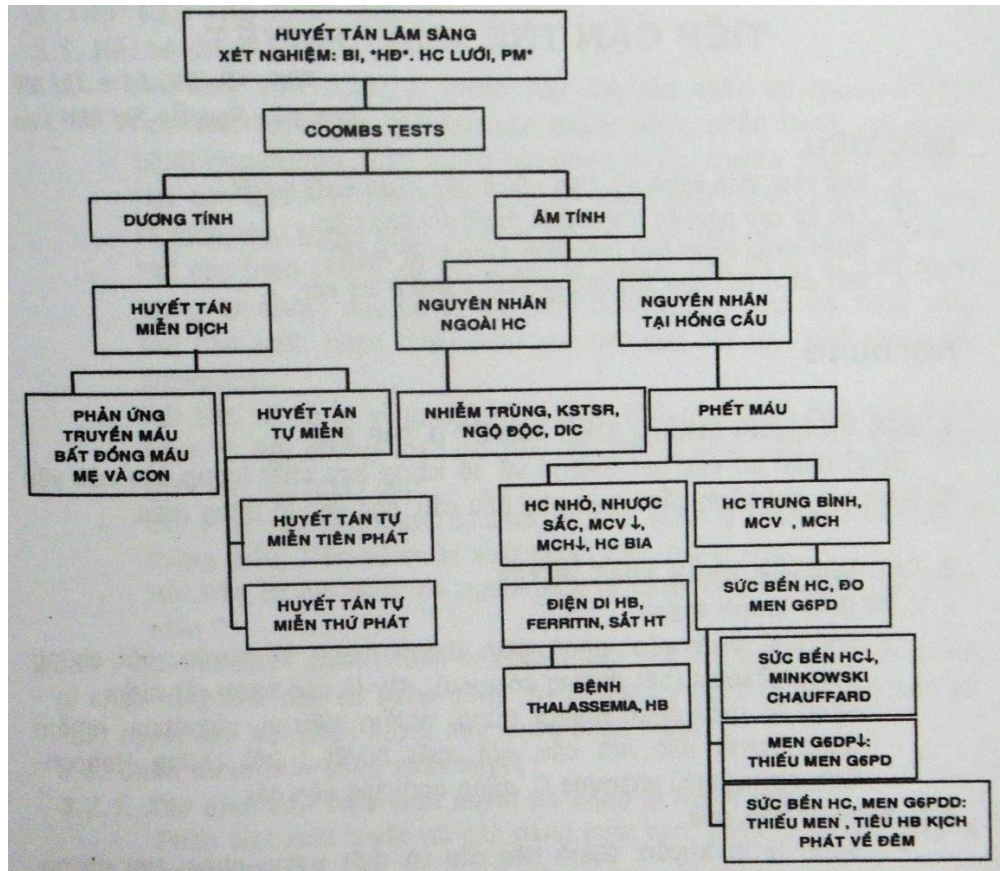 HUYẾT TÁN LÂM SÀNG
XÉT NGHIỆM: BI, "HĐ". HC LƯỚI, PM"
COOMBS TESTS
DƯƠNG TÍNH
ÂM TÍNH
HUYẾT TÁN
MIỄN DỊCH
NGUYÊN NHÂN
NGOÀI HC
NGUYÊN NHÂN
TẠI HỒNG CẦU
PHẢN ỨNG
TRUYỀN MÁU
BẤT ĐỒNG MÁU
MẸ VÀ CON
HUYẾT TÁN
TỰ MIỄN
NHIỄM TRÙNG, KSTSR,
NGỘ ĐỘC, DIC
PHẾT MÁU
HUYẾT TÁN TỰ
MIỄN TIÊN PHÁT
HUYẾT TÁN TỰ
MIỄN THỨ PHÁT
HC NHỎ, NHƯỢC
SẮC, MCV ↓,
MCH↓, HC BIA
HC TRUNG BÌNH,
MCV , MCH
ĐIỆN DI HB,
FERRITIN, SẮT HT
SỨC BỀN HC, ĐO
MEN G6PD
BỆNH
THALASSEMIA, HB
SỨC BỀN HC↓,
MINKOWSKI
CHAUFFARD
MEN G6DP↓:
THIẾU MEN G6PD
SỨC BỀN HC, MEN G6PDD:
THIẾU MEN , TIÊU HB KỊCH
PHÁT VỀ ĐÊM